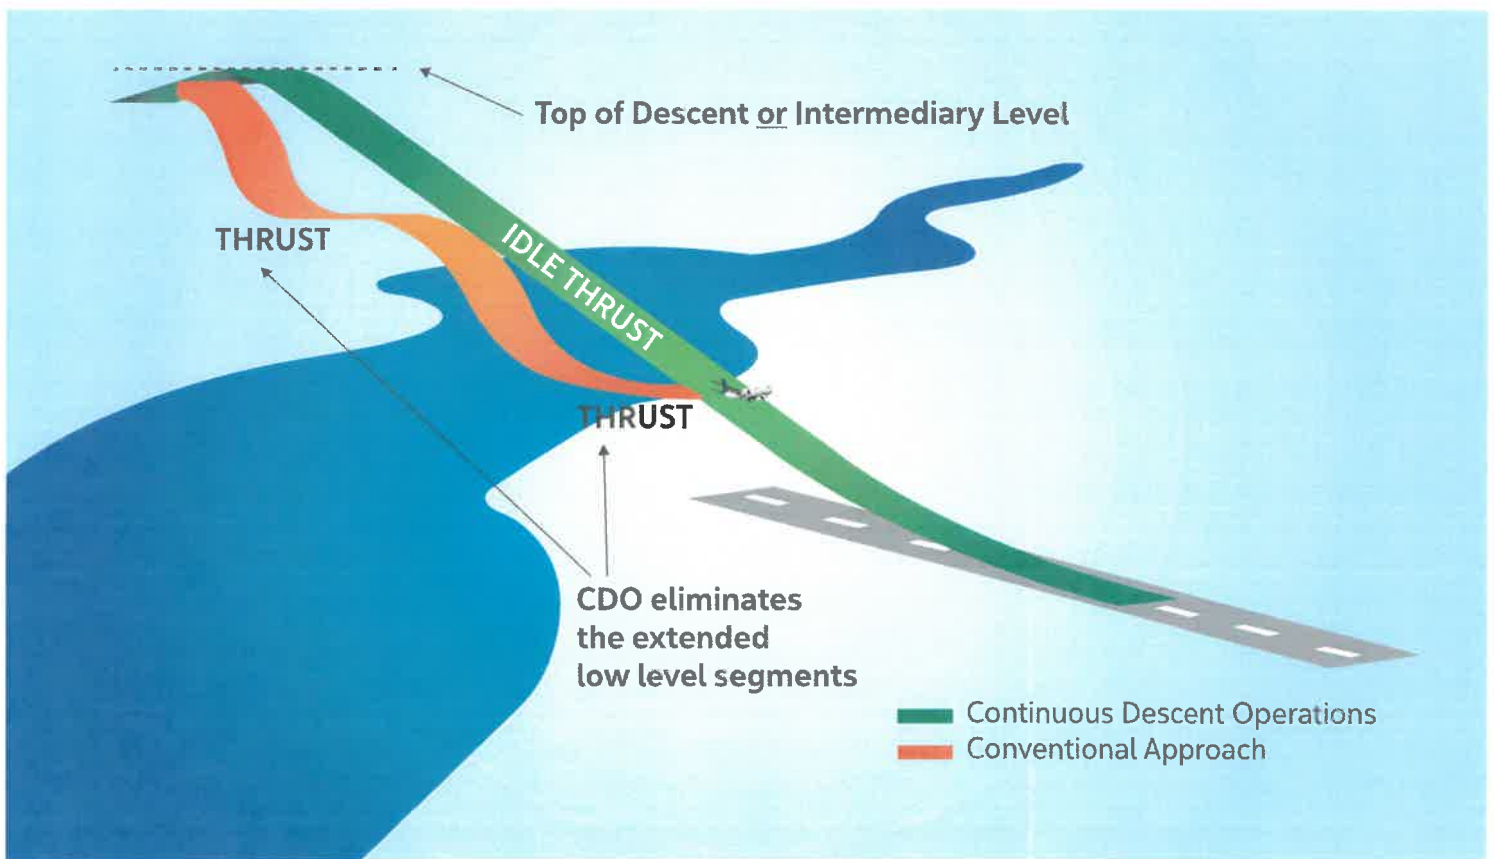 Top of Descent or Intermediary Level
THRUST
IDLE THRUST
THRUST
CDO eliminates
the extended
low level segments
Continuous Descent Operations
Conventional Approach